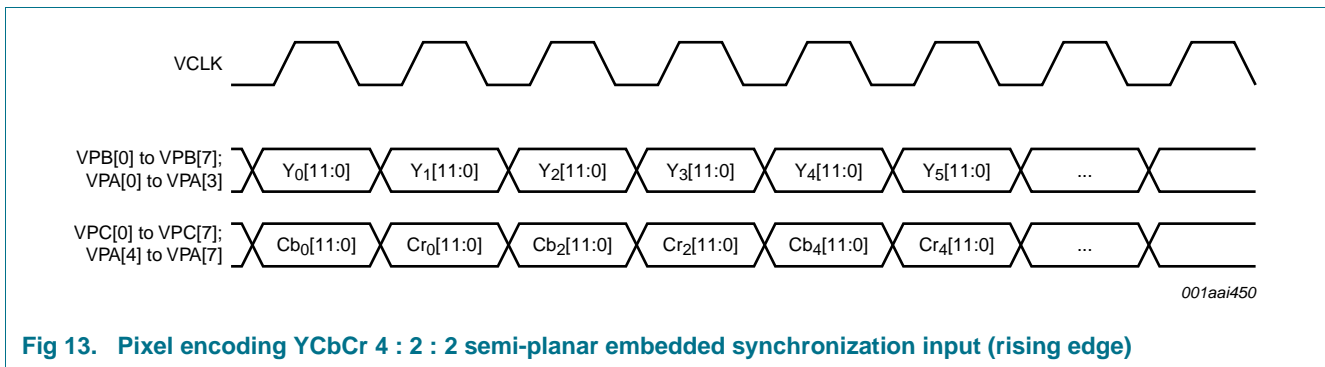 VCLK
VPB[0] to VPB[7];
VPA[0] to VPA[3]
Y0[11:0] Y1[11:0] Y2[11:0] Y3[11:0] Y4[11:0] Y5[11:0] ...
VPC[0] to VPC[7];
VPA[4] to VPA[7]
Cb0[11:0] Cr0[11:0] Cb2[11:0] Cr2[11:0] Cb4[11:0] Cr4[11:0] ...
001aai450
Fig 13. Pixel encoding YCbCr 4 : 2 : 2 semi-planar embedded synchronization input (rising edge)